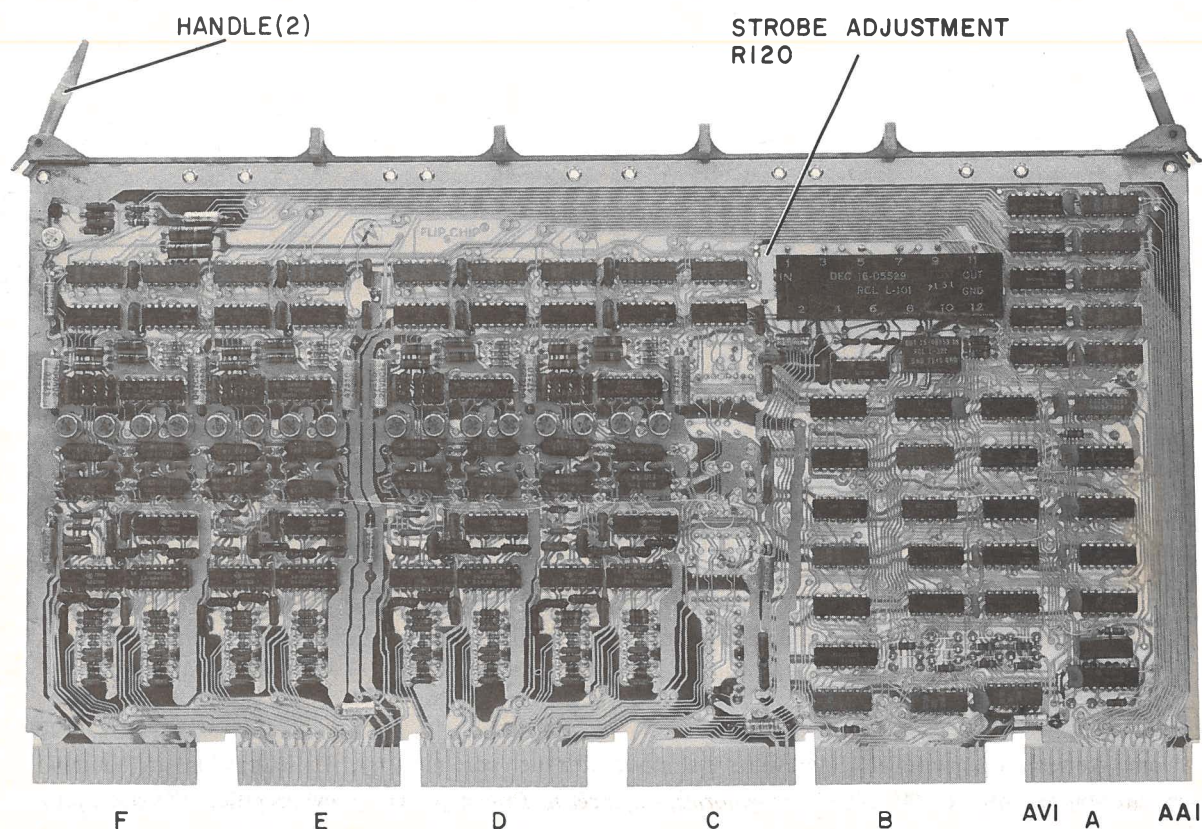 HANDLE(2)
STROBE ADJUSTMENT
R120
FLIP CHIP
1 3 5 7 9 11
IN DEC 16-05529 OUT
RCL L-101 GND
2 4 6 8 10 12
F E D C B AV1 A AA1